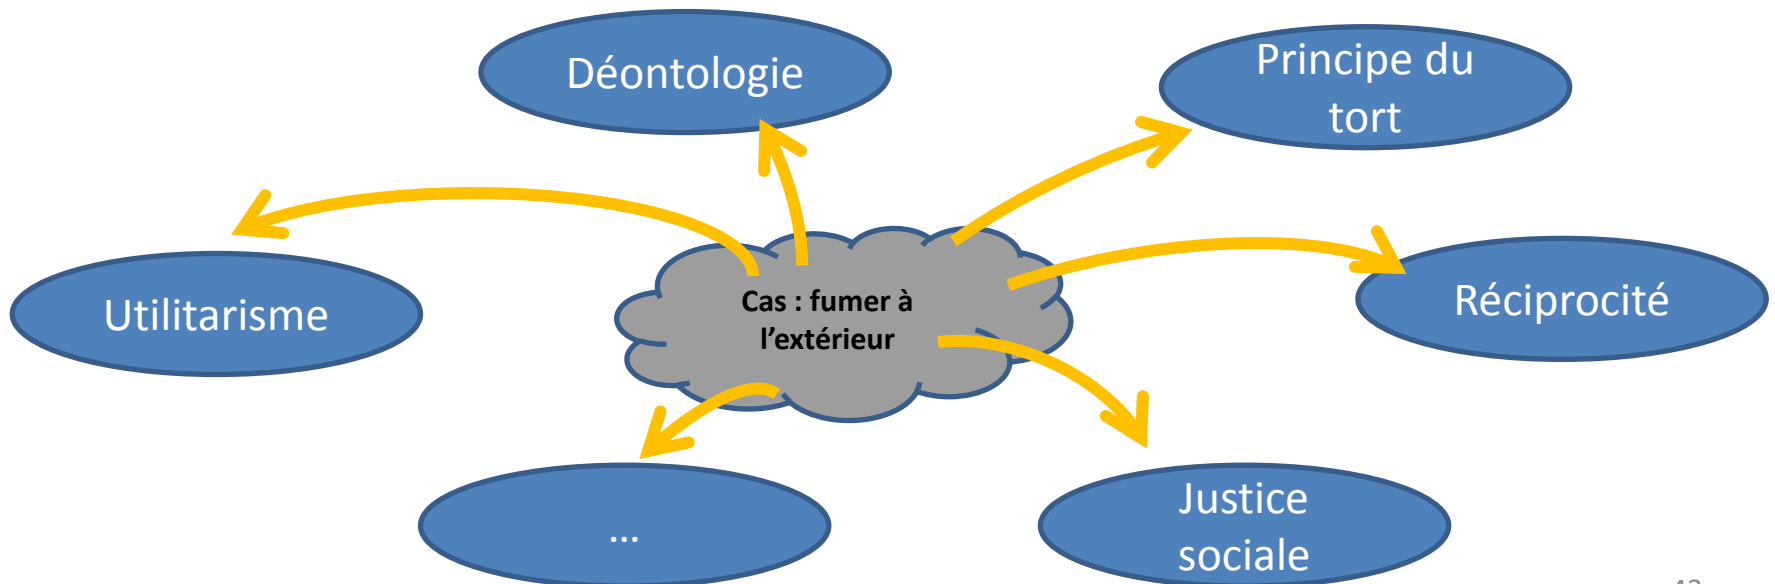 Déontologie
Principe du
tort
Utilitarisme
Cas : fumer à
l’extérieur
Réciprocité
...
Justice
sociale